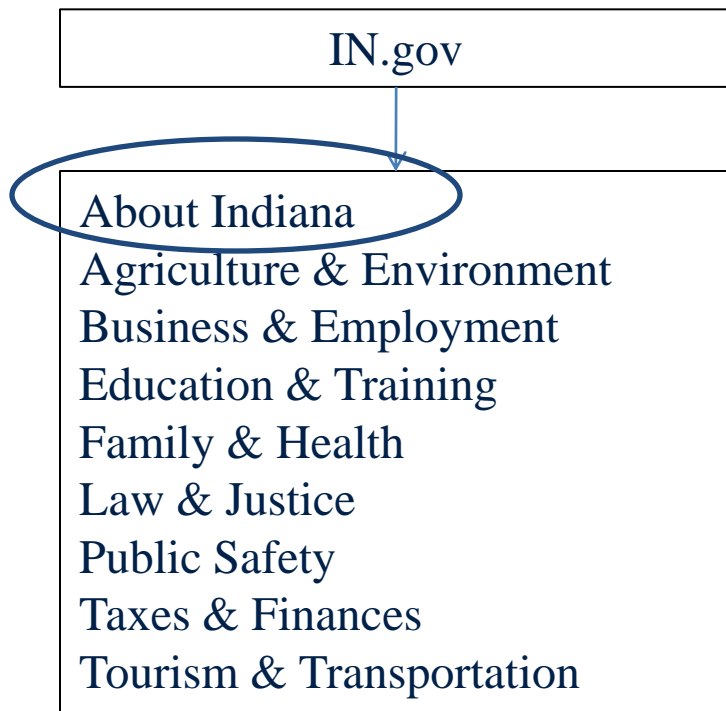 IN.gov
About Indiana
Agriculture & Environment
Business & Employment
Education & Training
Family & Health
Law & Justice
Public Safety
Taxes & Finances
Tourism & Transportation